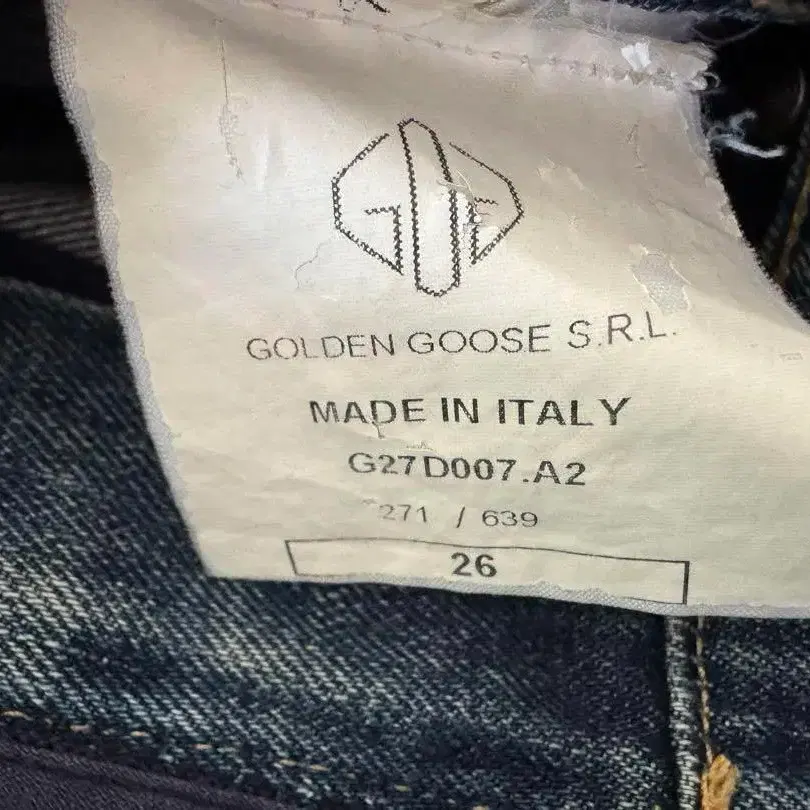 GOLDEN GOOSE S.R.L.
MADE IN ITALY
G27D007.A2
271 / 639
26